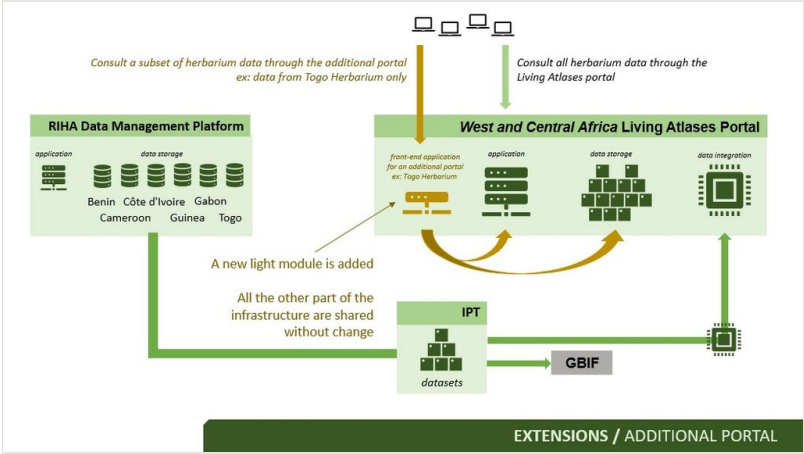 Consult a subset of herbarium data through the additional portal
ex: data from Togo Herbarium only
Consult all herbarium data through the
Living Atlases portal
RIHA Data Management Platform
application
data storage
Benin
Côte d'Ivoire
Gabon
Cameroon
Guinea
Togo
West and Central Africa Living Atlases Portal
front-end application
for an additional portal
ex: Togo Herbarium
application
data storage
data integration
A new light module is added
All the other part of the
infrastructure are shared
without change
IPT
datasets
GBIF
EXTENSIONS / ADDITIONAL PORTAL